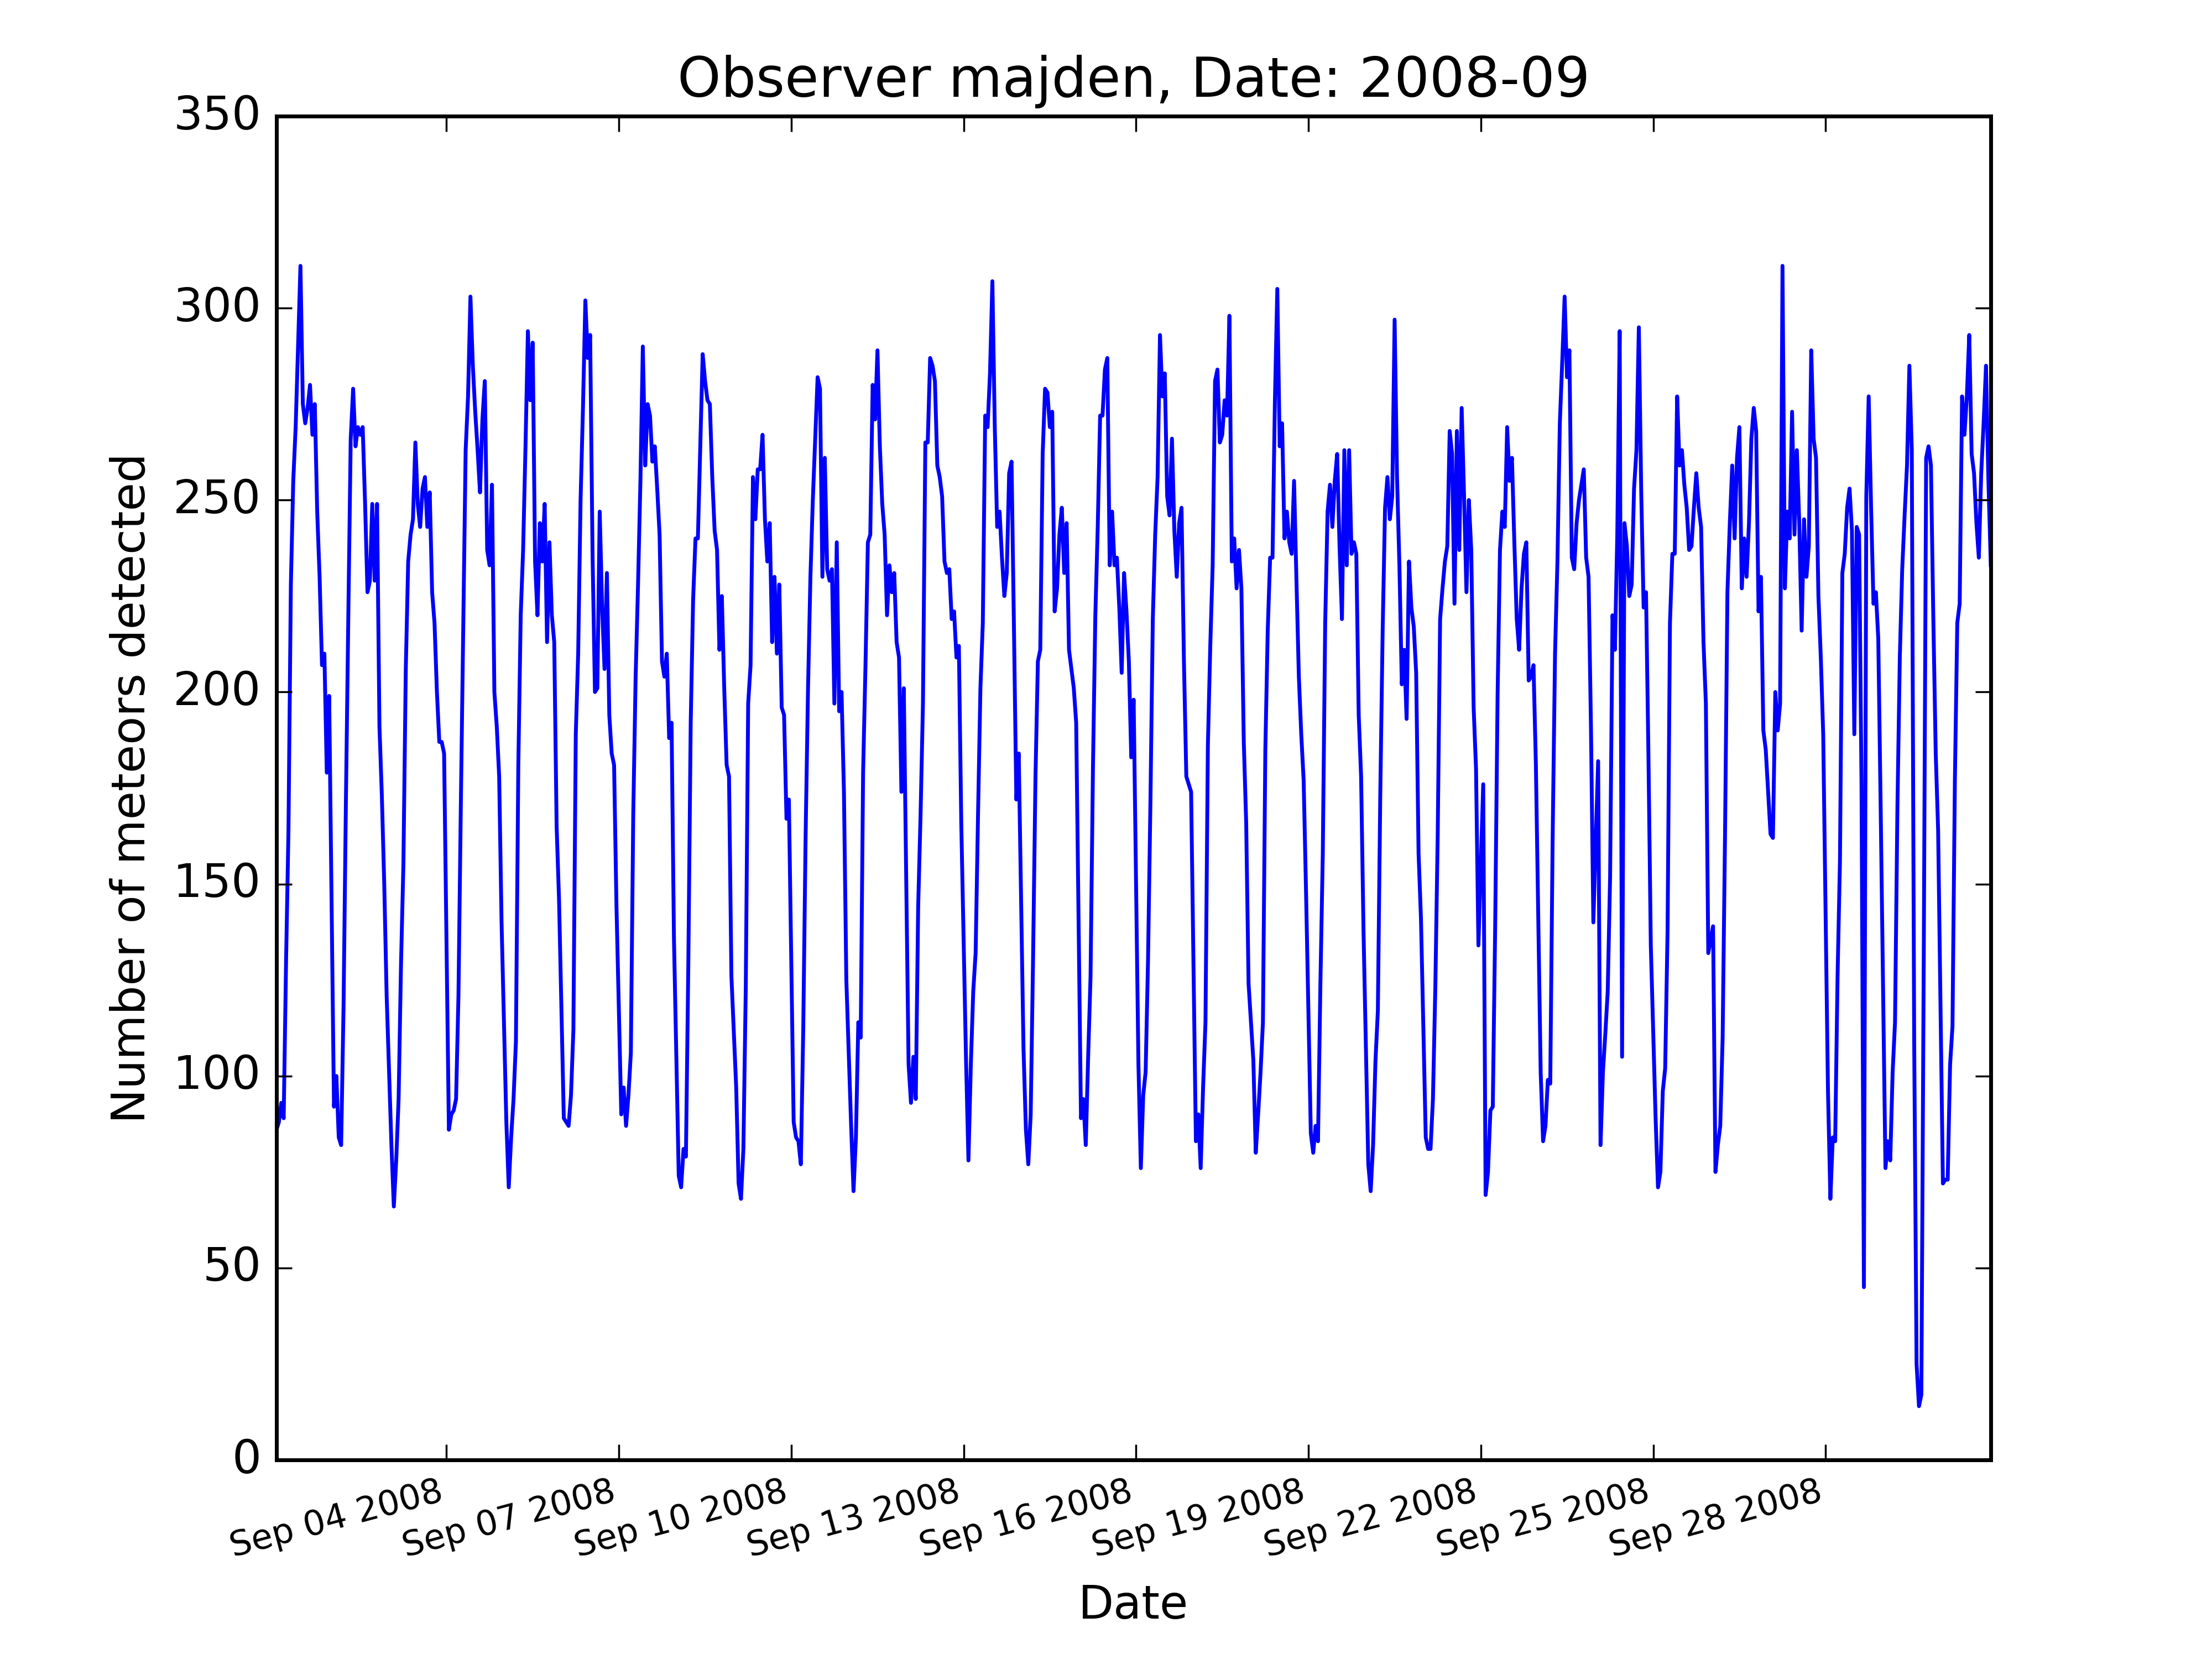 Observer majden, Date: 2008-09
350
300
250
200
150
100
50
0
Number of meteors detected
Sep 04 2008
Sep 07 2008
Sep 10 2008
Sep 13 2008
Sep 16 2008
Sep 19 2008
Sep 22 2008
Sep 25 2008
Sep 28 2008
Date